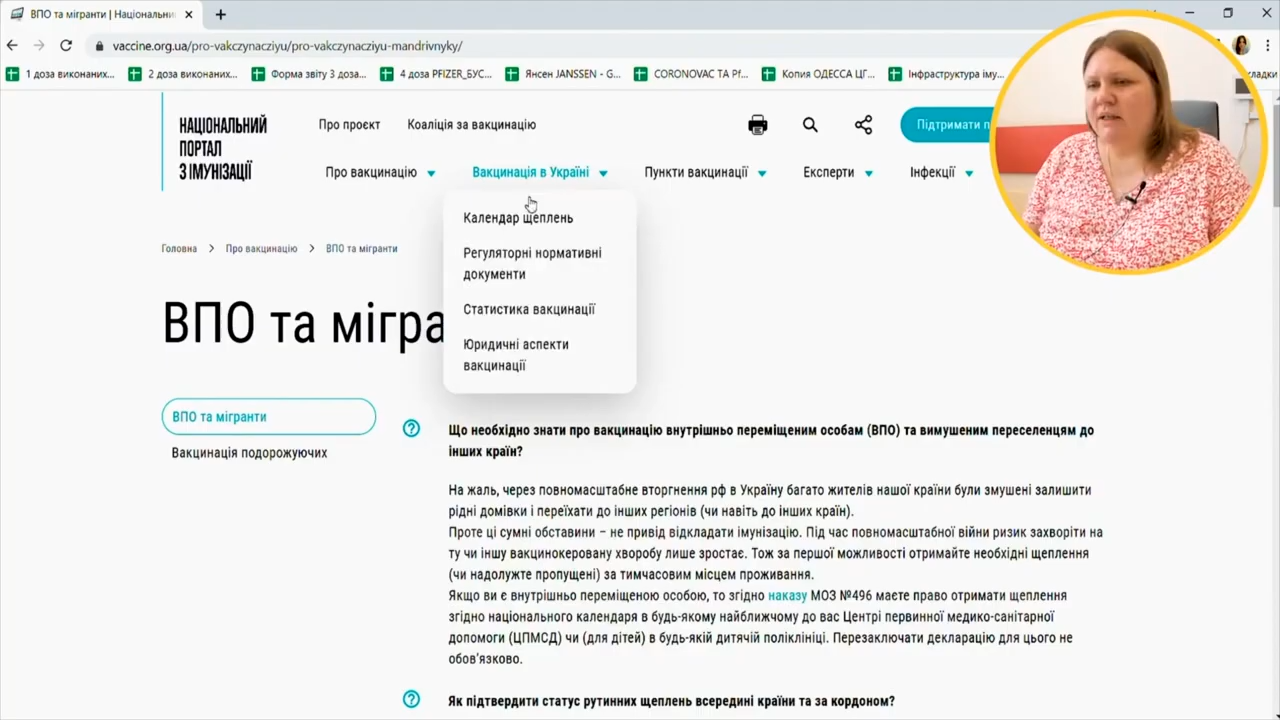 ВПО та мігранти | Національни
vaccine.org.ua/pro-vakczynacziyu/pro-vakczynacziyu-mandrivnyky/
1 доза виконаних... 2 доза виконаних... Форма звіту 3 доза... 4 доза PFIZER_БУС... Янсен JANSSEN - G... CORONOVAC ТА Pf... Копия ОДЕССА ЦГ... Інфраструктура іму... кладки
НАЦІОНАЛЬНИЙ
ПОРТАЛ
З ІМУНІЗАЦІЇ
Про проєкт Коаліція за вакцинацію Підтримати п
Про вакцинацію Вакцинація в Україні Пункти вакцинації Експерти Інфекції
Календар щеплень
Регуляторні нормативні
документи
Статистика вакцинації
Юридичні аспекти
вакцинації
Головна > Про вакцинацію > ВПО та мігранти
ВПО та мігра
ВПО та мігранти
Вакцинація подорожуючих
Що необхідно знати про вакцинацію внутрішньо переміщеним особам (ВПО) та вимушеним переселенцям до
інших країн?
На жаль, через повномасштабне вторгнення рф в Україну багато жителів нашої країни були змушені залишити
рідні домівки і переїхати до інших регіонів (чи навіть до інших країн).
Проте ці сумні обставини – не привід відкладати імунізацію. Під час повномасштабної війни ризик захворіти на
ту чи іншу вакцинокеровану хворобу лише зростає. Тож за першої можливості отримайте необхідні щеплення
(чи надолужте пропущені) за тимчасовим місцем проживання.
Якщо ви є внутрішньо переміщеною особою, то згідно наказу МОЗ №496 маєте право отримати щеплення
згідно національного календаря в будь-якому найближчому до вас Центрі первинної медико-санітарної
допомоги (ЦПМСД) чи (для дітей) в будь-якій дитячій поліклініці. Перезаключати декларацію для цього не
обов'язково.
Як підтвердити статус рутинних щеплень всередині країни та за кордоном?